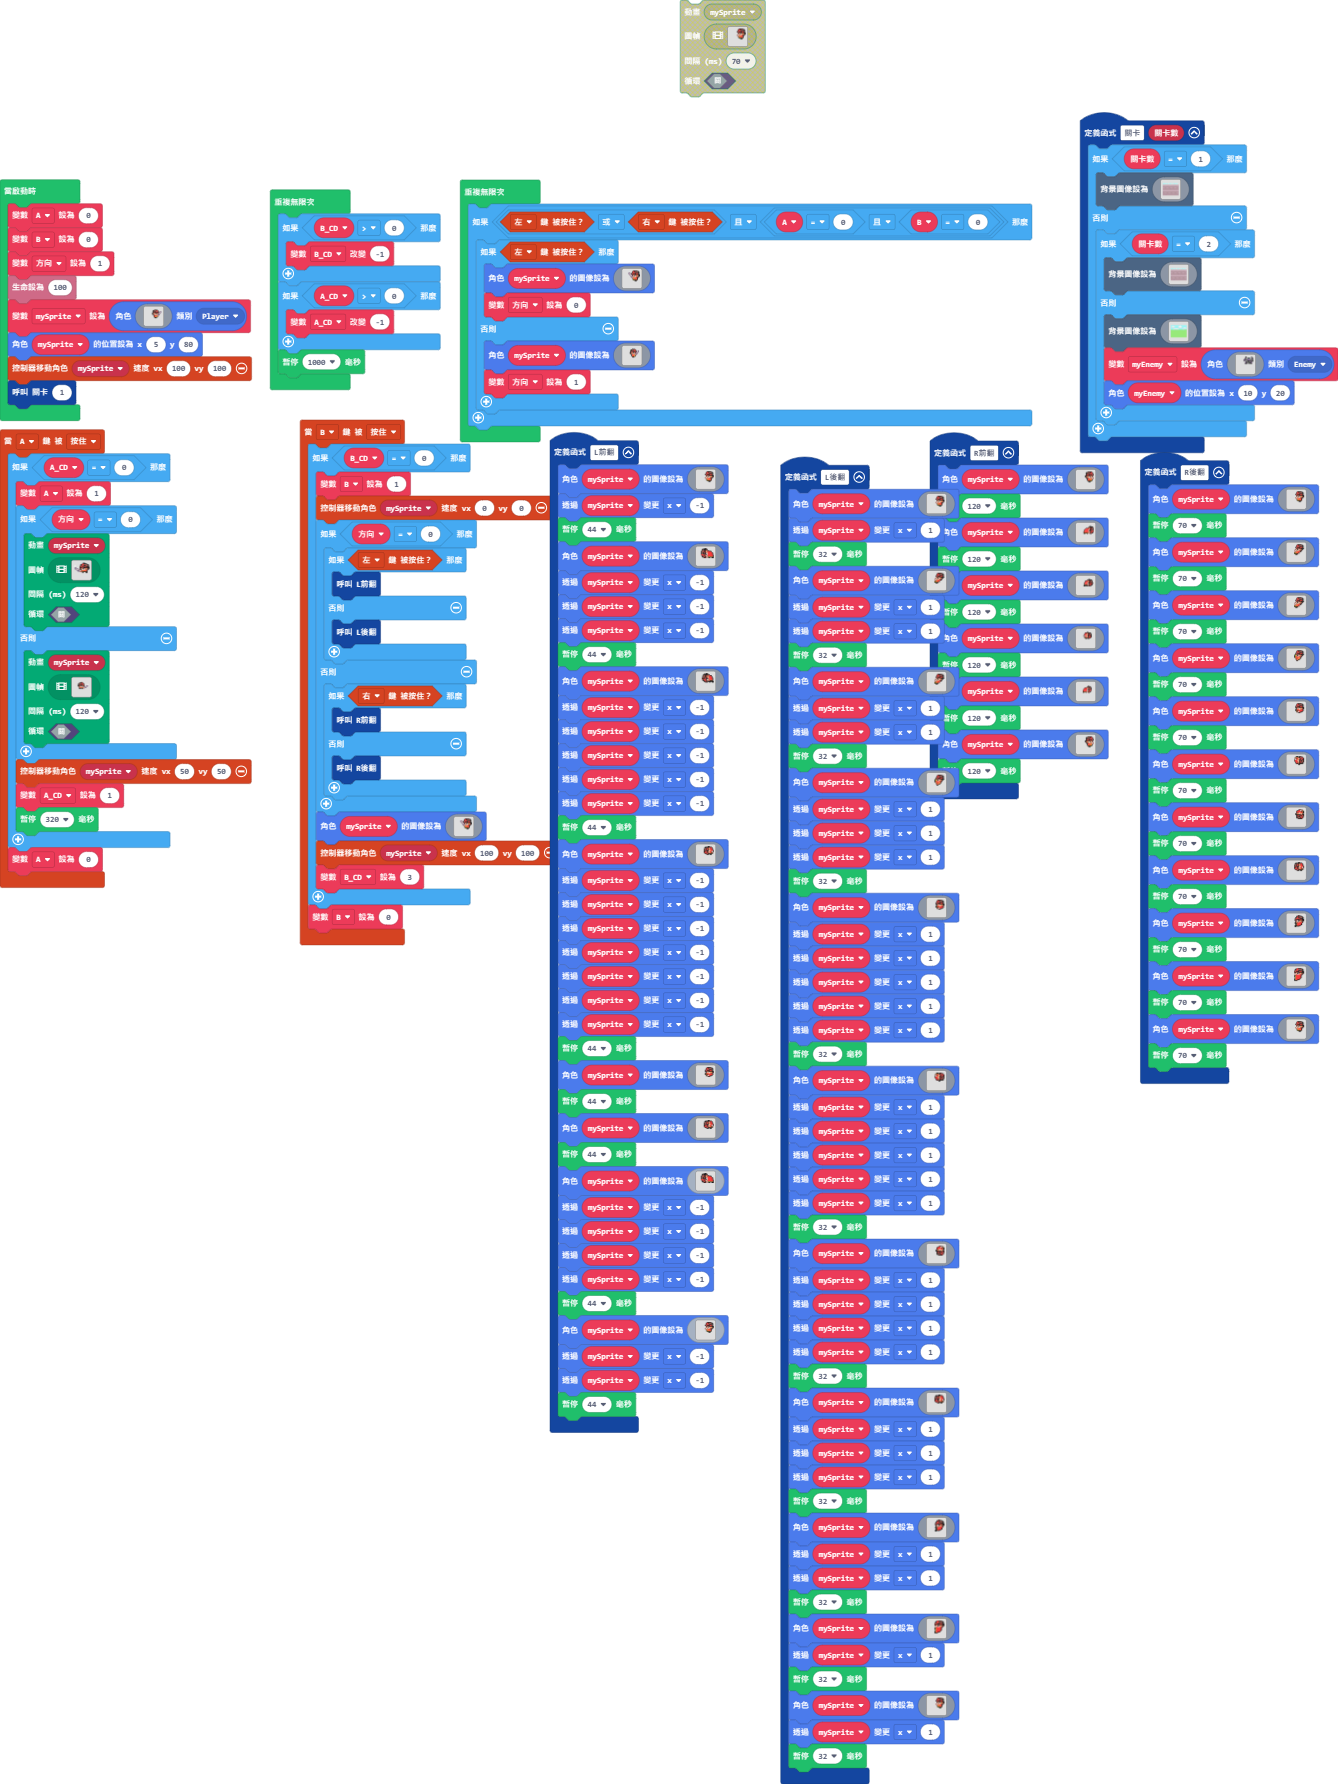 動畫 mySprite
圖幀
間隔 (ms) 70
循環 關
當啟動時
變數 A 設為 0
變數 B 設為 0
變數 方向 設為 1
生命設為 100
變數 mySprite 設為 角色 類別 Player
角色 mySprite 的位置設為 x 5 y 80
控制器移動角色 mySprite 速度 vx 100 vy 100
呼叫 關卡 1
當 A 鍵 被 按住
如果 A_CD = 0 那麼
變數 A 設為 1
如果 方向 = 0 那麼
動畫 mySprite
圖幀
間隔 (ms) 120
循環 關
否則
動畫 mySprite
圖幀
間隔 (ms) 120
循環 關
控制器移動角色 mySprite 速度 vx 50 vy 50
變數 A_CD 設為 1
暫停 320 毫秒
變數 A 設為 0
重複無限次
如果 B_CD > 0 那麼
變數 B_CD 改變 -1
如果 A_CD > 0 那麼
變數 A_CD 改變 -1
暫停 1000 毫秒
當 B 鍵 被 按住
如果 B_CD = 0 那麼
變數 B 設為 1
控制器移動角色 mySprite 速度 vx 0 vy 0
如果 方向 = 0 那麼
如果 左 鍵 被按住？ 那麼
呼叫 L前翻
否則
呼叫 L後翻
否則
如果 右 鍵 被按住？ 那麼
呼叫 R前翻
否則
呼叫 R後翻
角色 mySprite 的圖像設為
控制器移動角色 mySprite 速度 vx 100 vy 100
變數 B_CD 設為 3
變數 B 設為 0
重複無限次
如果 左 鍵 被按住？ 或 右 鍵 被按住？ 且 A = 0 且 B = 0 那麼
如果 左 鍵 被按住？ 那麼
角色 mySprite 的圖像設為
變數 方向 設為 0
否則
角色 mySprite 的圖像設為
變數 方向 設為 1
定義函式 關卡 關卡數
如果 關卡數 = 1 那麼
背景圖像設為
否則
如果 關卡數 = 2 那麼
背景圖像設為
否則
背景圖像設為
變數 myEnemy 設為 角色 類別 Enemy
角色 myEnemy 的位置設為 x 10 y 20
定義函式 L前翻
角色 mySprite 的圖像設為
透過 mySprite 變更 x -1
暫停 44 毫秒
角色 mySprite 的圖像設為
透過 mySprite 變更 x -1
透過 mySprite 變更 x -1
透過 mySprite 變更 x -1
暫停 44 毫秒
角色 mySprite 的圖像設為
透過 mySprite 變更 x -1
透過 mySprite 變更 x -1
透過 mySprite 變更 x -1
透過 mySprite 變更 x -1
透過 mySprite 變更 x -1
暫停 44 毫秒
角色 mySprite 的圖像設為
透過 mySprite 變更 x -1
透過 mySprite 變更 x -1
透過 mySprite 變更 x -1
透過 mySprite 變更 x -1
透過 mySprite 變更 x -1
透過 mySprite 變更 x -1
透過 mySprite 變更 x -1
暫停 44 毫秒
角色 mySprite 的圖像設為
暫停 44 毫秒
角色 mySprite 的圖像設為
暫停 44 毫秒
角色 mySprite 的圖像設為
透過 mySprite 變更 x -1
透過 mySprite 變更 x -1
透過 mySprite 變更 x -1
透過 mySprite 變更 x -1
暫停 44 毫秒
角色 mySprite 的圖像設為
透過 mySprite 變更 x -1
透過 mySprite 變更 x -1
暫停 44 毫秒
定義函式 L後翻
角色 mySprite 的圖像設為
透過 mySprite 變更 x 1
暫停 32 毫秒
角色 mySprite 的圖像設為
透過 mySprite 變更 x 1
透過 mySprite 變更 x 1
暫停 32 毫秒
角色 mySprite 的圖像設為
透過 mySprite 變更 x 1
透過 mySprite 變更 x 1
暫停 32 毫秒
角色 mySprite 的圖像設為
透過 mySprite 變更 x 1
透過 mySprite 變更 x 1
透過 mySprite 變更 x 1
暫停 32 毫秒
角色 mySprite 的圖像設為
透過 mySprite 變更 x 1
透過 mySprite 變更 x 1
透過 mySprite 變更 x 1
透過 mySprite 變更 x 1
透過 mySprite 變更 x 1
暫停 32 毫秒
角色 mySprite 的圖像設為
透過 mySprite 變更 x 1
透過 mySprite 變更 x 1
透過 mySprite 變更 x 1
透過 mySprite 變更 x 1
透過 mySprite 變更 x 1
暫停 32 毫秒
角色 mySprite 的圖像設為
透過 mySprite 變更 x 1
透過 mySprite 變更 x 1
透過 mySprite 變更 x 1
透過 mySprite 變更 x 1
暫停 32 毫秒
角色 mySprite 的圖像設為
透過 mySprite 變更 x 1
透過 mySprite 變更 x 1
透過 mySprite 變更 x 1
暫停 32 毫秒
角色 mySprite 的圖像設為
透過 mySprite 變更 x 1
透過 mySprite 變更 x 1
暫停 32 毫秒
角色 mySprite 的圖像設為
透過 mySprite 變更 x 1
暫停 32 毫秒
角色 mySprite 的圖像設為
透過 mySprite 變更 x 1
暫停 32 毫秒
定義函式 R前翻
角色 mySprite 的圖像設為
120 毫秒
角色 mySprite 的圖像設為
暫停 120 毫秒
mySprite 的圖像設為
暫停 120 毫秒
角色 mySprite 的圖像設為
暫停 120 毫秒
mySprite 的圖像設為
暫停 120 毫秒
角色 mySprite 的圖像設為
120 毫秒
定義函式 R後翻
角色 mySprite 的圖像設為
暫停 70 毫秒
角色 mySprite 的圖像設為
暫停 70 毫秒
角色 mySprite 的圖像設為
暫停 70 毫秒
角色 mySprite 的圖像設為
暫停 70 毫秒
角色 mySprite 的圖像設為
暫停 70 毫秒
角色 mySprite 的圖像設為
暫停 70 毫秒
角色 mySprite 的圖像設為
暫停 70 毫秒
角色 mySprite 的圖像設為
暫停 70 毫秒
角色 mySprite 的圖像設為
暫停 70 毫秒
角色 mySprite 的圖像設為
暫停 70 毫秒
角色 mySprite 的圖像設為
暫停 70 毫秒